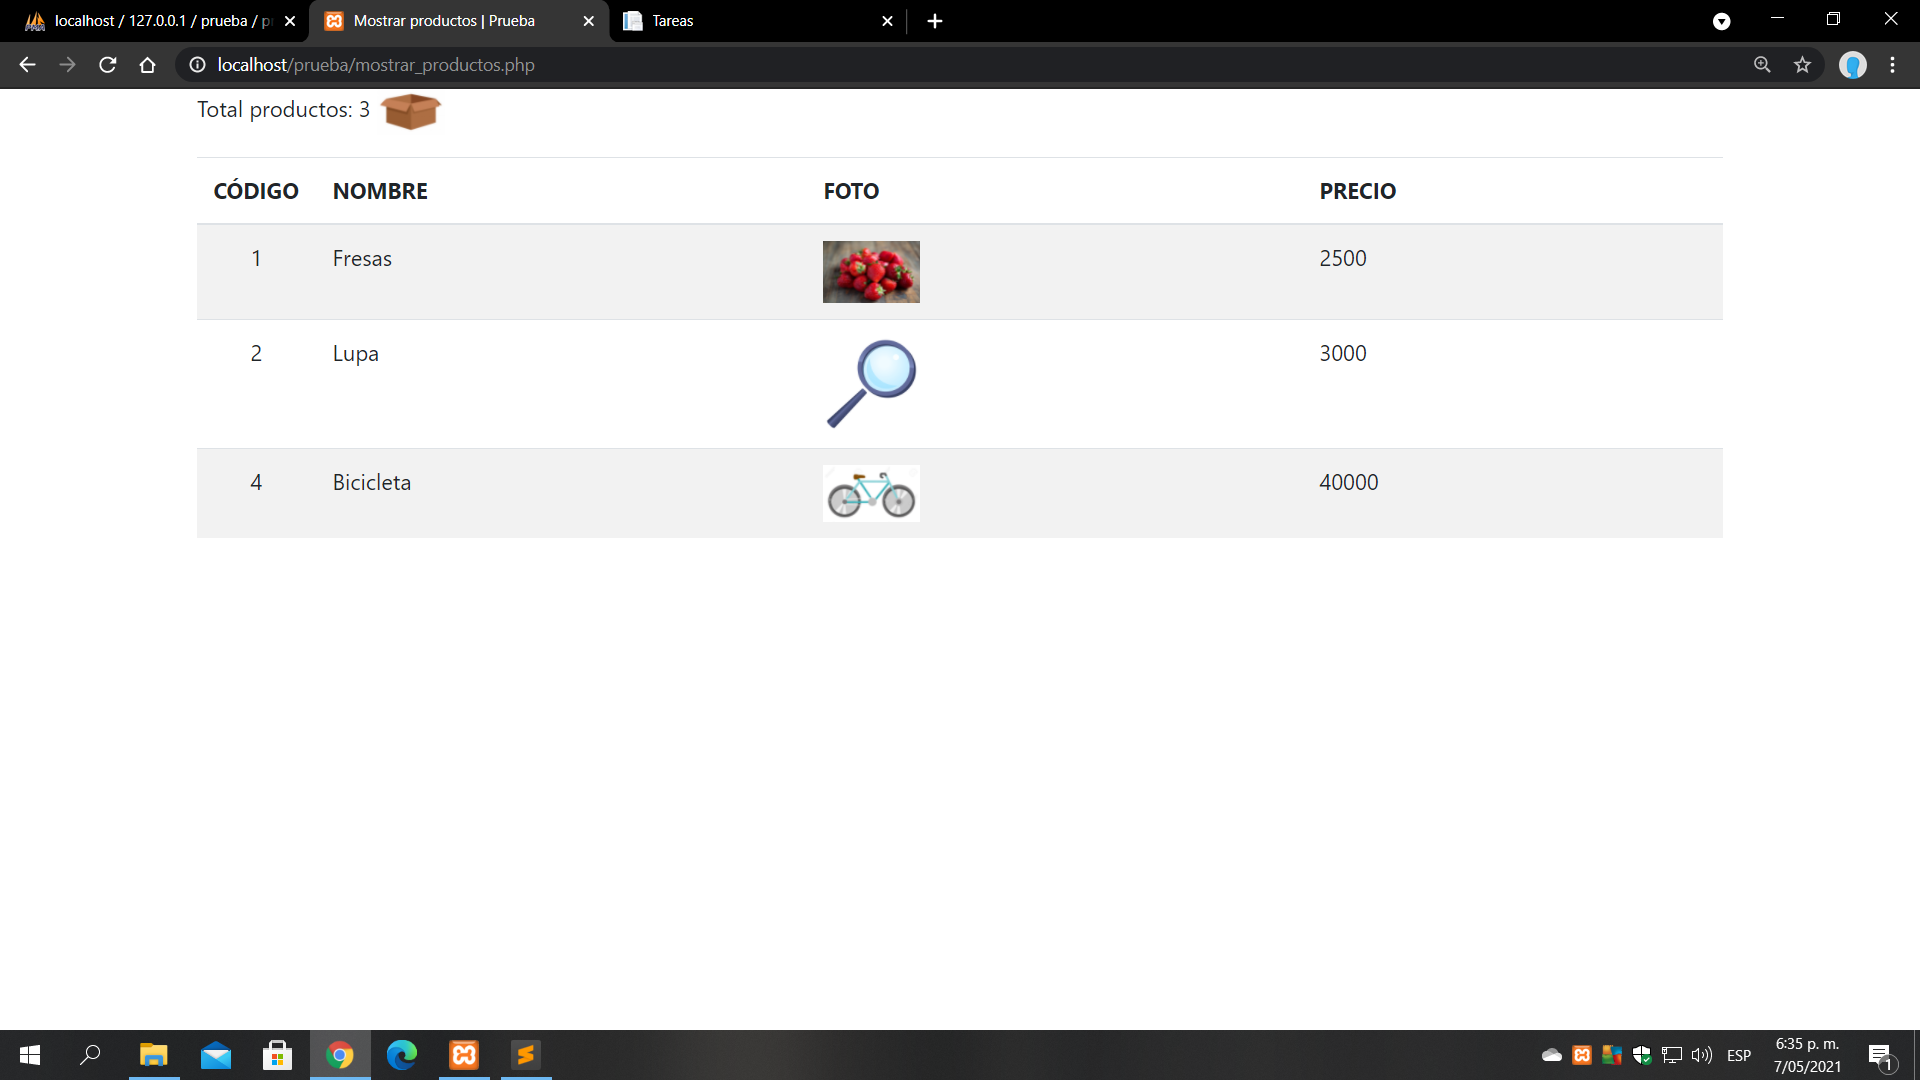 localhost / 127.0.0.1 / prueba / p
Mostrar productos | Prueba
Tareas
localhost/prueba/mostrar_productos.php
Total productos: 3
CÓDIGO NOMBRE FOTO PRECIO
1 Fresas 2500
2 Lupa 3000
4 Bicicleta 40000
ESP
6:35 p. m.
7/05/2021
1